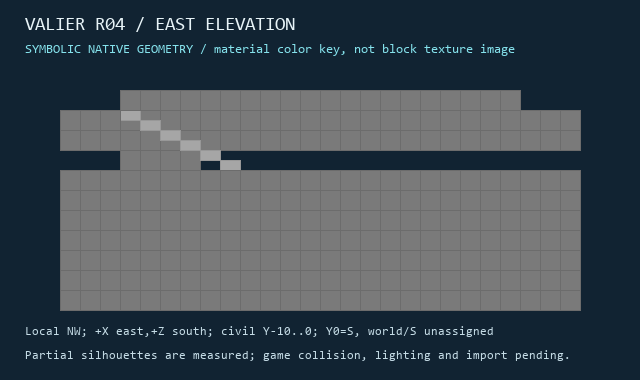 VALIER R04 / EAST ELEVATION
SYMBOLIC NATIVE GEOMETRY / material color key, not block texture image
Local NW; +X east,+Z south; civil Y-10..0; Y0=S, world/S unassigned
Partial silhouettes are measured; game collision, lighting and import pending.